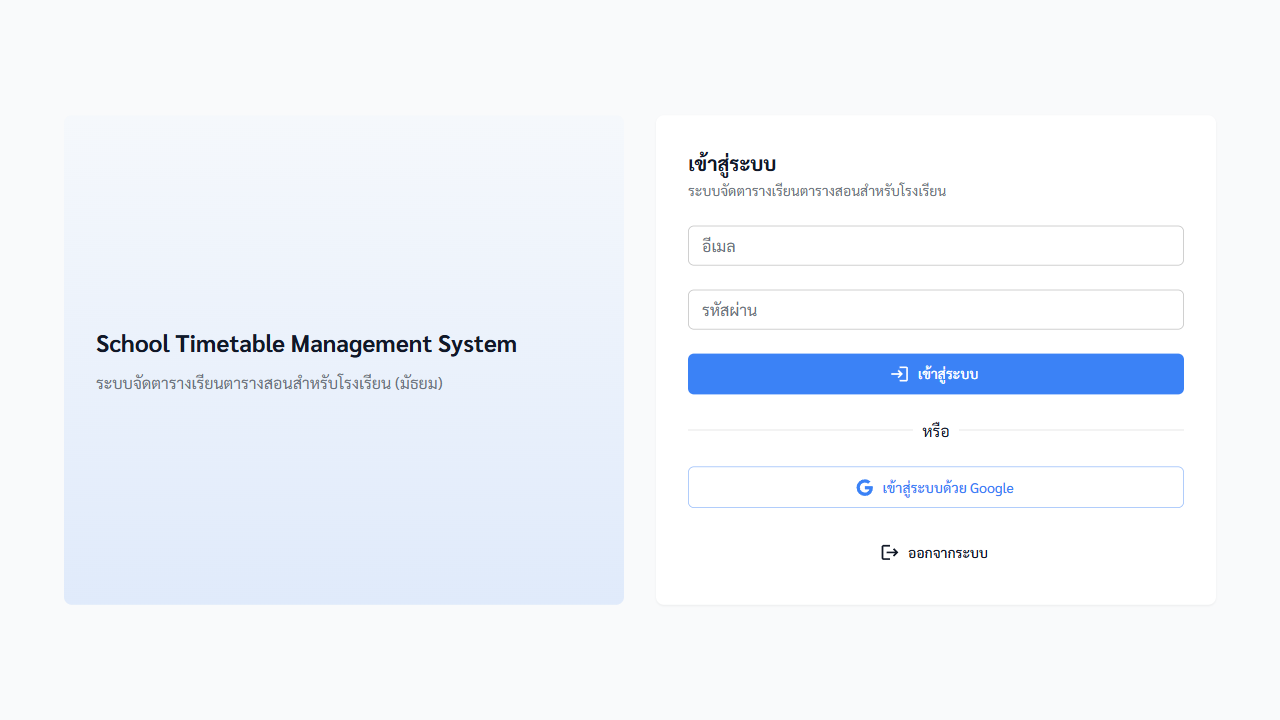 School Timetable Management System
ระบบจัดตารางเรียนตารางสอนสำหรับโรงเรียน (มัธยม)
เข้าสู่ระบบ
ระบบจัดตารางเรียนตารางสอนสำหรับโรงเรียน
อีเมล
รหัสผ่าน
เข้าสู่ระบบ
หรือ
เข้าสู่ระบบด้วย Google
ออกจากระบบ